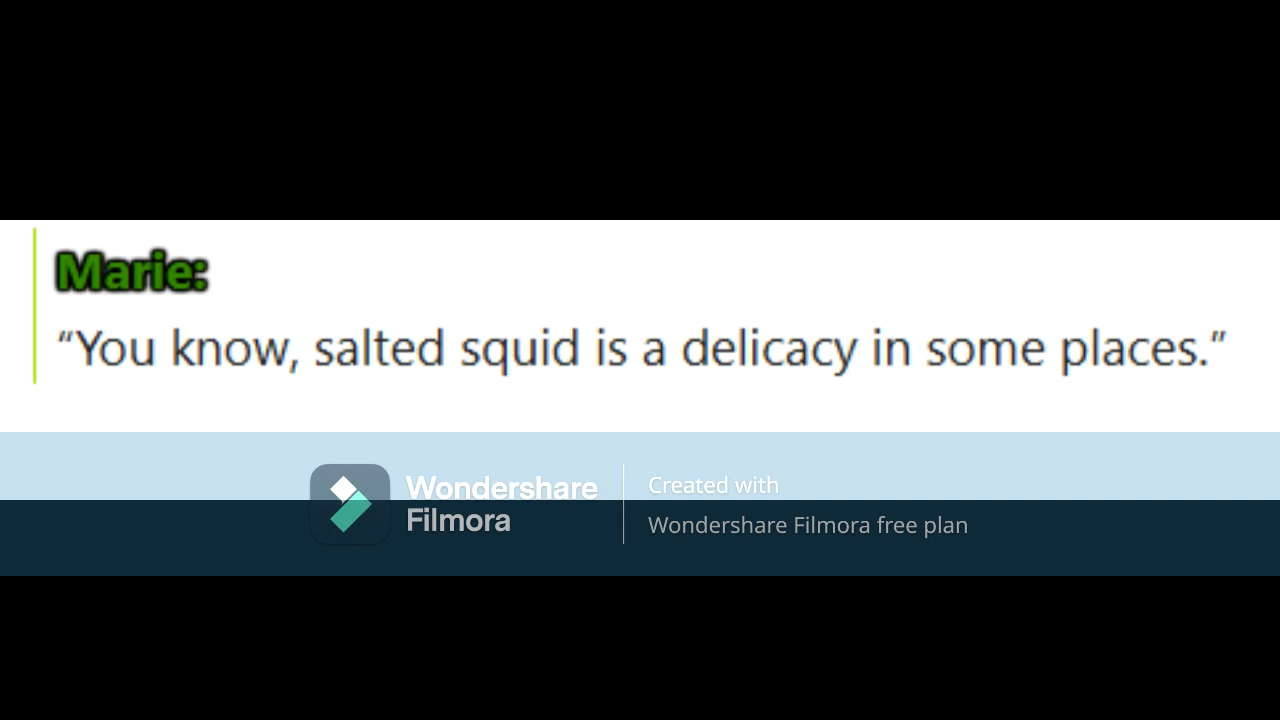 Marie:
“You know, salted squid is a delicacy in some places.”
Wondershare
Filmora
Created with
Wondershare Filmora free plan